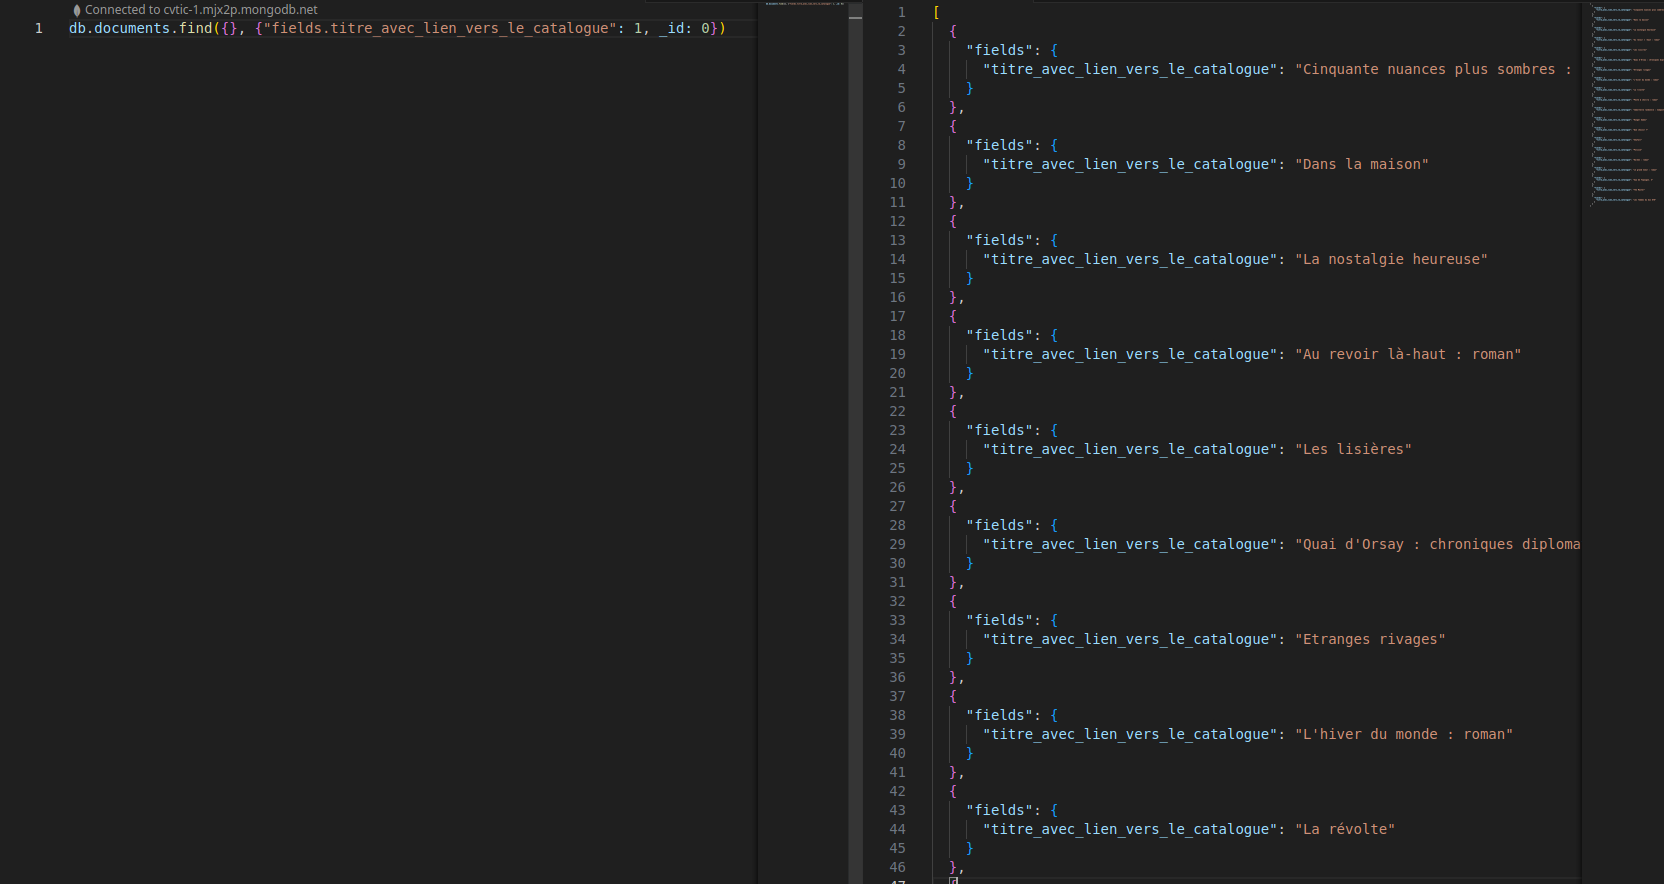 Connected to cvtic-1.mjx2p.mongodb.net
1 db.documents.find({}, {"fields.titre_avec_lien_vers_le_catalogue": 1, _id: 0})
1 [
2 {
3 "fields": {
4 "titre_avec_lien_vers_le_catalogue": "Cinquante nuances plus sombres :
5 }
6 },
7 {
8 "fields": {
9 "titre_avec_lien_vers_le_catalogue": "Dans la maison"
10 }
11 },
12 {
13 "fields": {
14 "titre_avec_lien_vers_le_catalogue": "La nostalgie heureuse"
15 }
16 },
17 {
18 "fields": {
19 "titre_avec_lien_vers_le_catalogue": "Au revoir là-haut : roman"
20 }
21 },
22 {
23 "fields": {
24 "titre_avec_lien_vers_le_catalogue": "Les lisières"
25 }
26 },
27 {
28 "fields": {
29 "titre_avec_lien_vers_le_catalogue": "Quai d'Orsay : chroniques diploma
30 }
31 },
32 {
33 "fields": {
34 "titre_avec_lien_vers_le_catalogue": "Etranges rivages"
35 }
36 },
37 {
38 "fields": {
39 "titre_avec_lien_vers_le_catalogue": "L'hiver du monde : roman"
40 }
41 },
42 {
43 "fields": {
44 "titre_avec_lien_vers_le_catalogue": "La révolte"
45 }
46 },
47 {